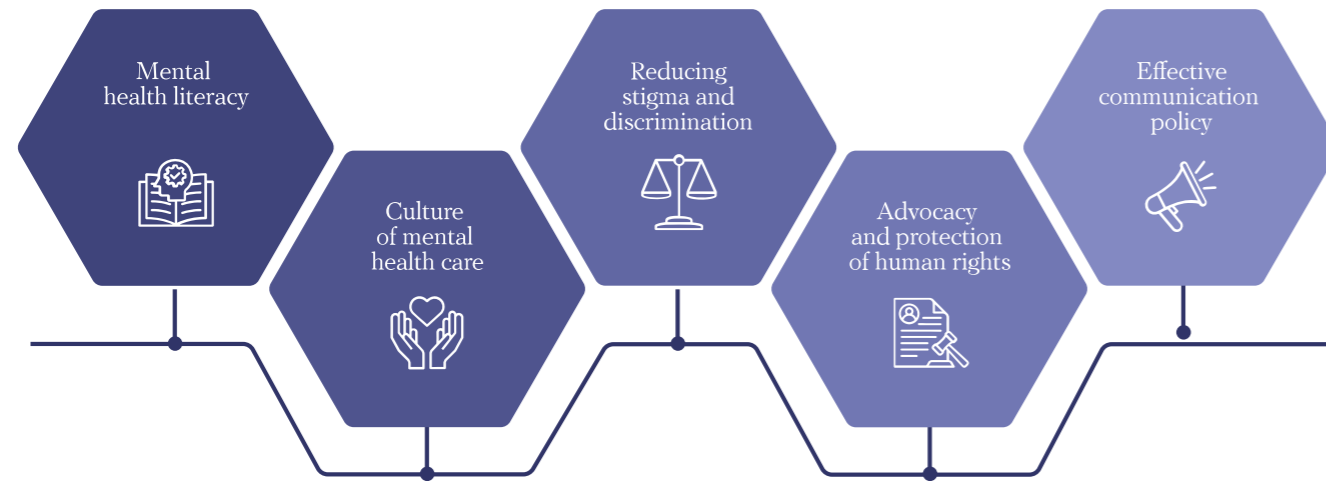 Mental
health literacy
Culture
of mental
health care
Reducing
stigma and
discrimination
Advocacy
and protection
of human rights
Effective
communication
policy